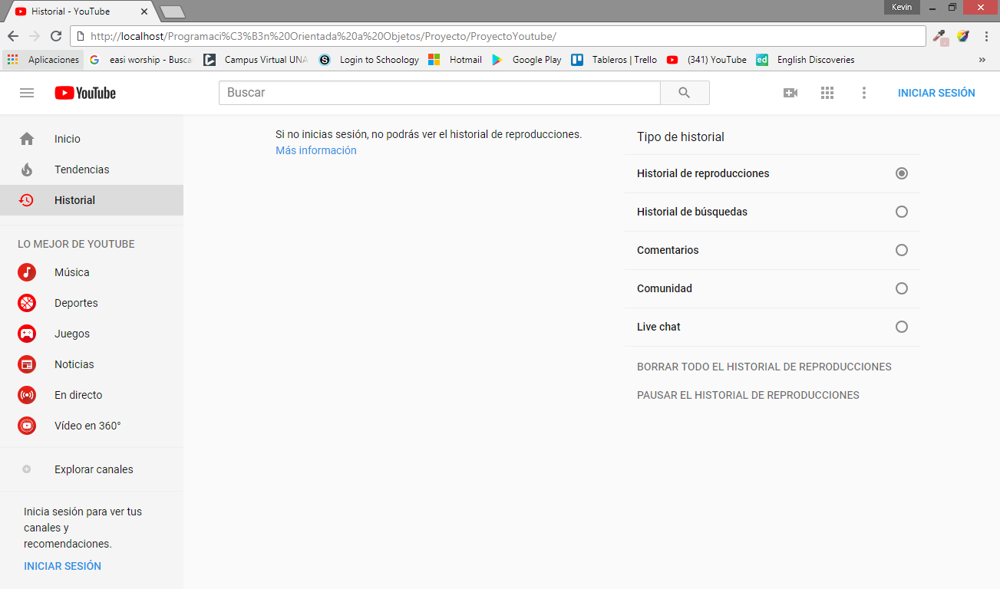 Historial - YouTube
Kevin
http://localhost/Programaci%C3%B3n%20Orientada%20a%20Objetos/Proyecto/ProyectoYoutube/
Aplicaciones
easi worship - Busca
Campus Virtual UNA
Login to Schoology
Hotmail
Google Play
Tableros | Trello
(341) YouTube
ed
English Discoveries
»
YouTube
Buscar
INICIAR SESIÓN
Inicio
Tendencias
Historial
LO MEJOR DE YOUTUBE
Música
Deportes
Juegos
Noticias
En directo
Vídeo en 360°
Explorar canales
Inicia sesión para ver tus
canales y
recomendaciones.
INICIAR SESIÓN
Si no inicias sesión, no podrás ver el historial de reproducciones.
Más información
Tipo de historial
Historial de reproducciones
Historial de búsquedas
Comentarios
Comunidad
Live chat
BORRAR TODO EL HISTORIAL DE REPRODUCCIONES
PAUSAR EL HISTORIAL DE REPRODUCCIONES